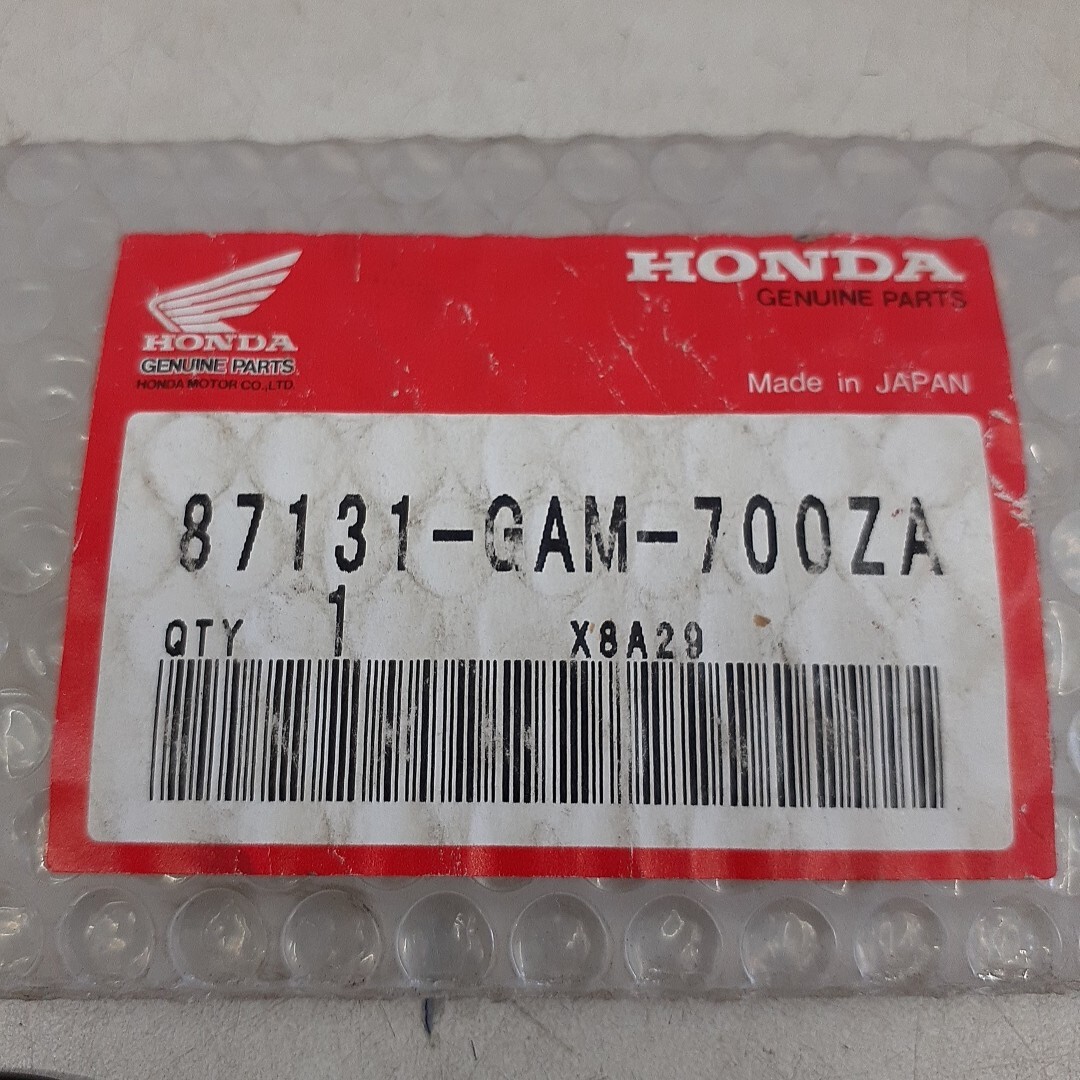 HONDA
GENUINE PARTS
HONDA MOTOR CO.,LTD.
HONDA
GENUINE PARTS
Made in JAPAN
87131-GAM-700ZA
QTY 1 X8A29